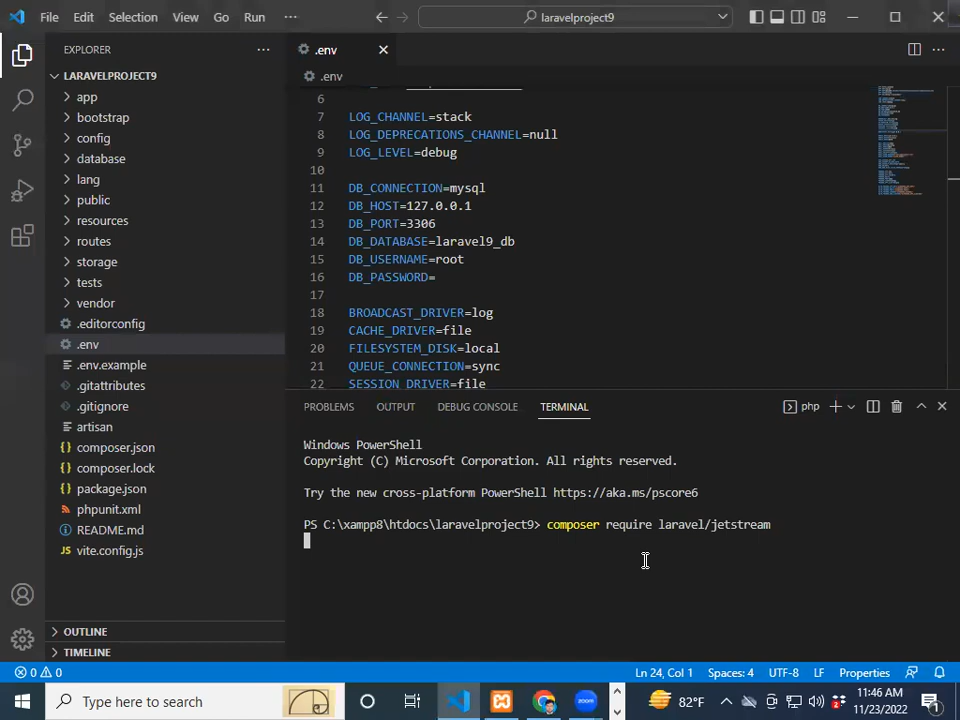 File Edit Selection View Go Run ··· laravelproject9
EXPLORER ···
LARAVELPROJECT9
app
bootstrap
config
database
lang
public
resources
routes
storage
tests
vendor
.editorconfig
.env
.env.example
.gitattributes
.gitignore
artisan
composer.json
composer.lock
package.json
phpunit.xml
README.md
vite.config.js
OUTLINE
TIMELINE
.env
.env
6
7 LOG_CHANNEL=stack
8 LOG_DEPRECATIONS_CHANNEL=null
9 LOG_LEVEL=debug
10
11 DB_CONNECTION=mysql
12 DB_HOST=127.0.0.1
13 DB_PORT=3306
14 DB_DATABASE=laravel9_db
15 DB_USERNAME=root
16 DB_PASSWORD=
17
18 BROADCAST_DRIVER=log
19 CACHE_DRIVER=file
20 FILESYSTEM_DISK=local
21 QUEUE_CONNECTION=sync
22 SESSION_DRIVER=file
PROBLEMS OUTPUT DEBUG CONSOLE TERMINAL php
Windows PowerShell
Copyright (C) Microsoft Corporation. All rights reserved.
Try the new cross-platform PowerShell https://aka.ms/pscore6
PS C:\xampp8\htdocs\laravelproject9> composer require laravel/jetstream
0 0 Ln 24, Col 1 Spaces: 4 UTF-8 LF Properties
Type here to search 82°F 2 11:46 AM 1
11/23/2022